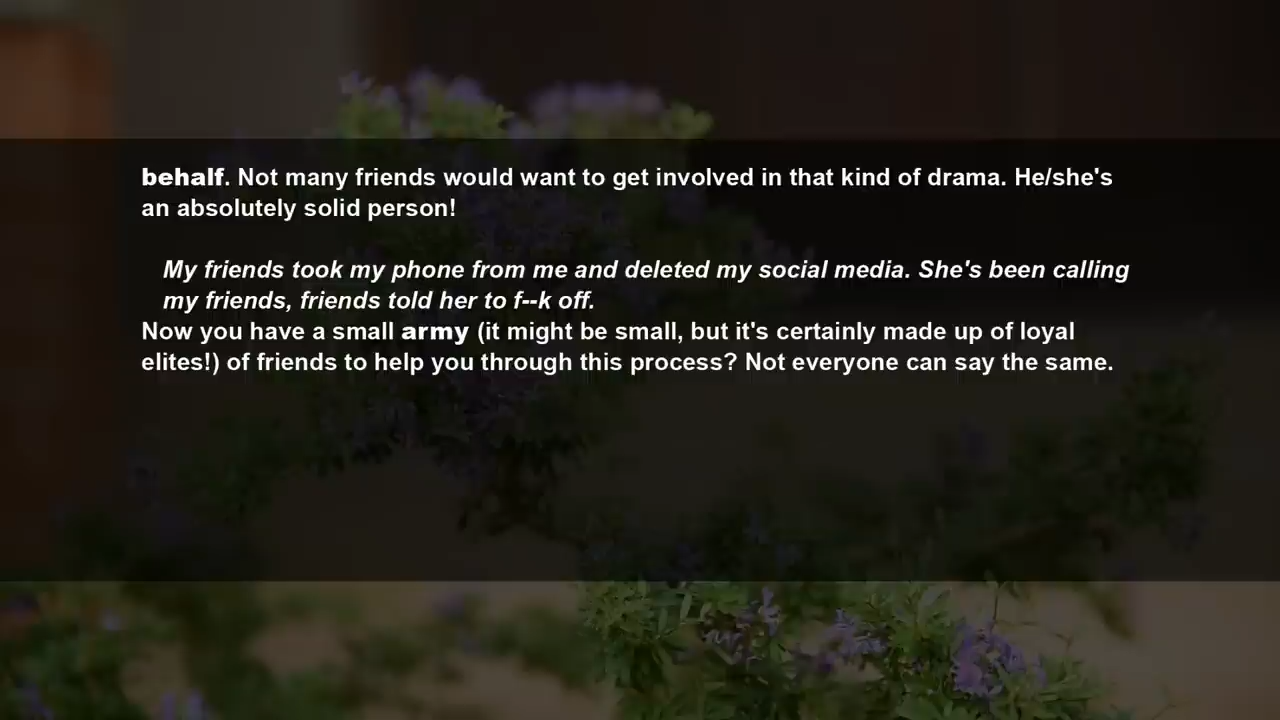 behalf. Not many friends would want to get involved in that kind of drama. He/she's
an absolutely solid person!
My friends took my phone from me and deleted my social media. She's been calling
my friends, friends told her to f--k off.
Now you have a small army (it might be small, but it's certainly made up of loyal
elites!) of friends to help you through this process? Not everyone can say the same.